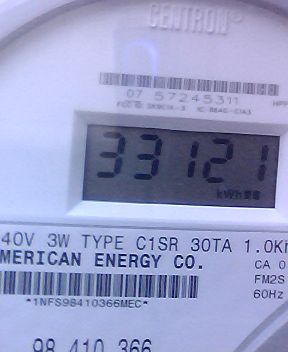 CENTRON®
07 57245311
33121
kWh
40V 3W TYPE C1SR 30TA 1.0Kh
MERICAN ENERGY CO.
CA 0
FM2S
*1NFS98410366MEC*
60Hz
98 410 366